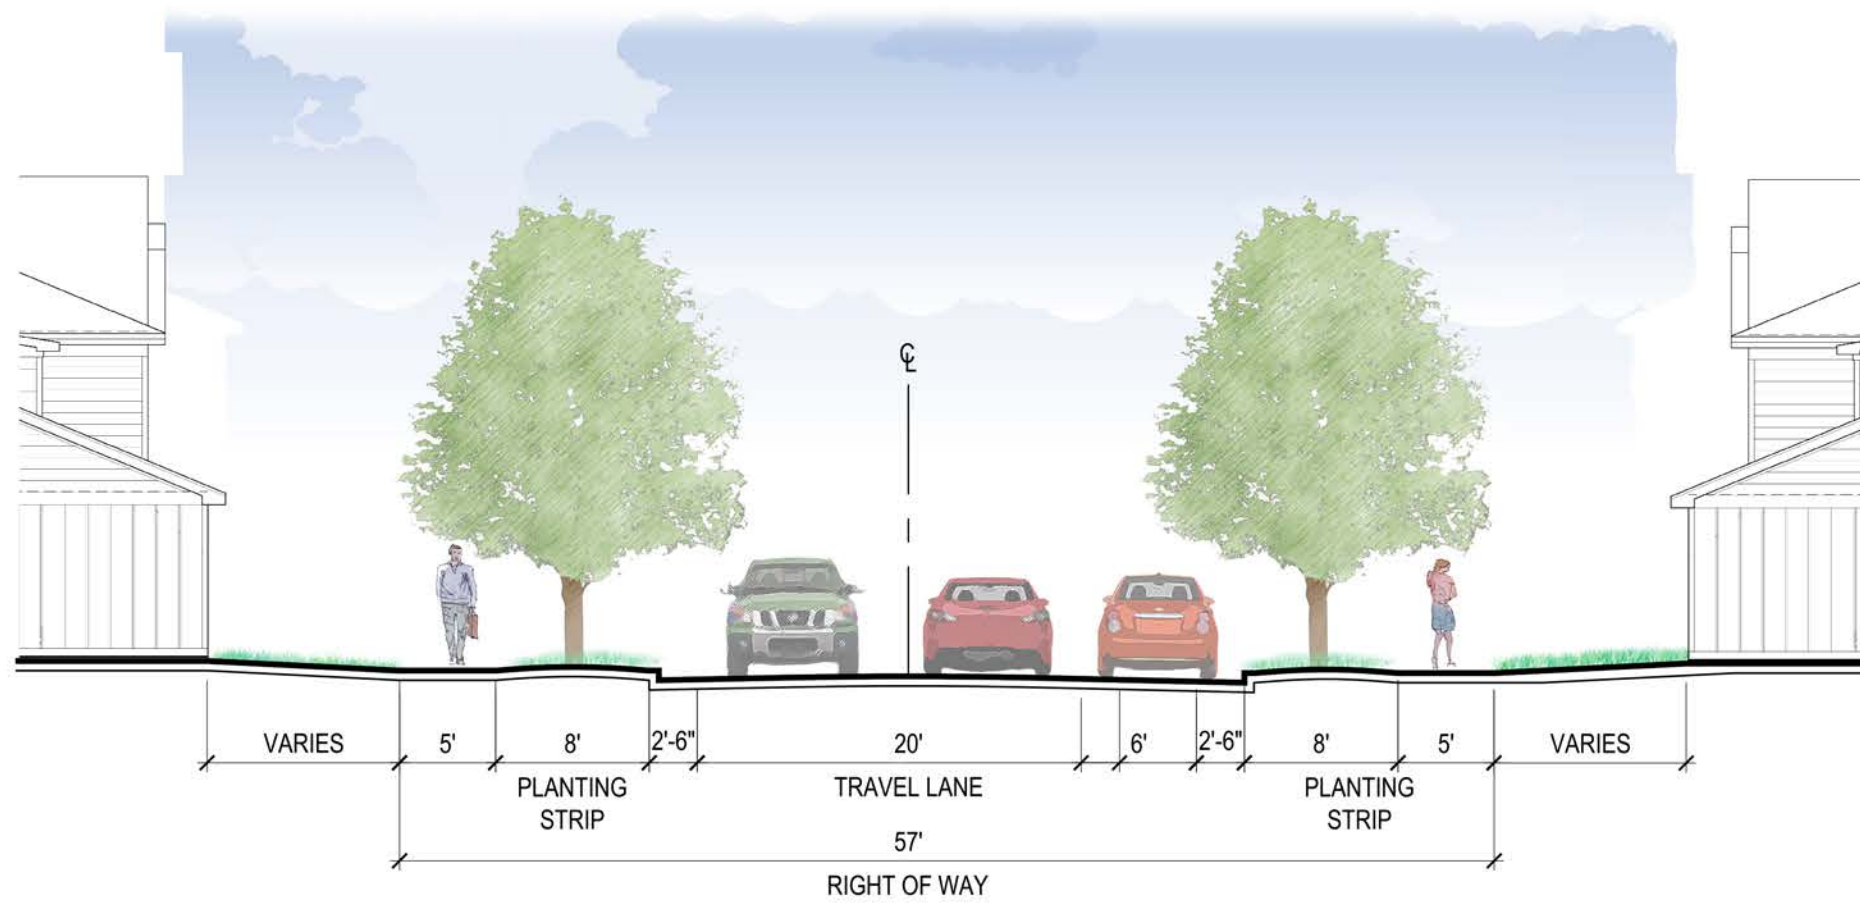 ℄
VARIES 5' 8' 2'-6" 20' 6' 2'-6" 8' 5' VARIES
PLANTING TRAVEL LANE PLANTING
STRIP STRIP
57'
RIGHT OF WAY